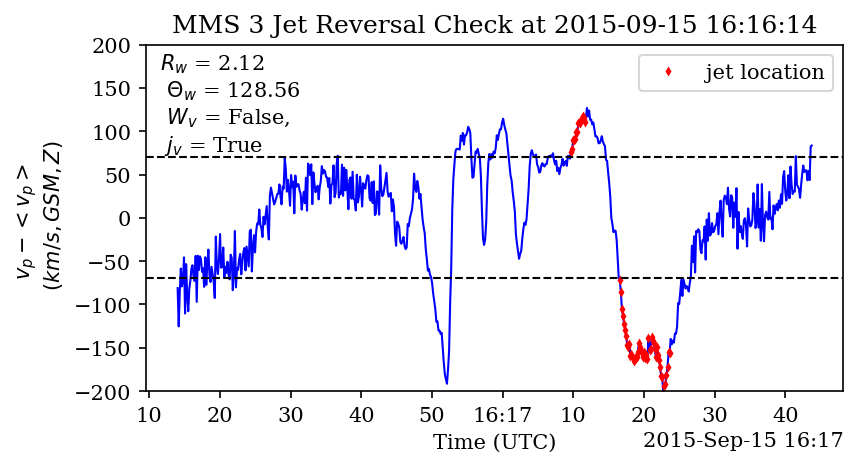 MMS 3 Jet Reversal Check at 2015-09-15 16:16:14
R_w = 2.12
Θ_w = 128.56
W_v = False,
j_v = True
jet location
v_p − < v_p >
(km/s, GSM, Z)
200
150
100
50
0
−50
−100
−150
−200
10 20 30 40 50 16:17 10 20 30 40
Time (UTC)
2015-Sep-15 16:17